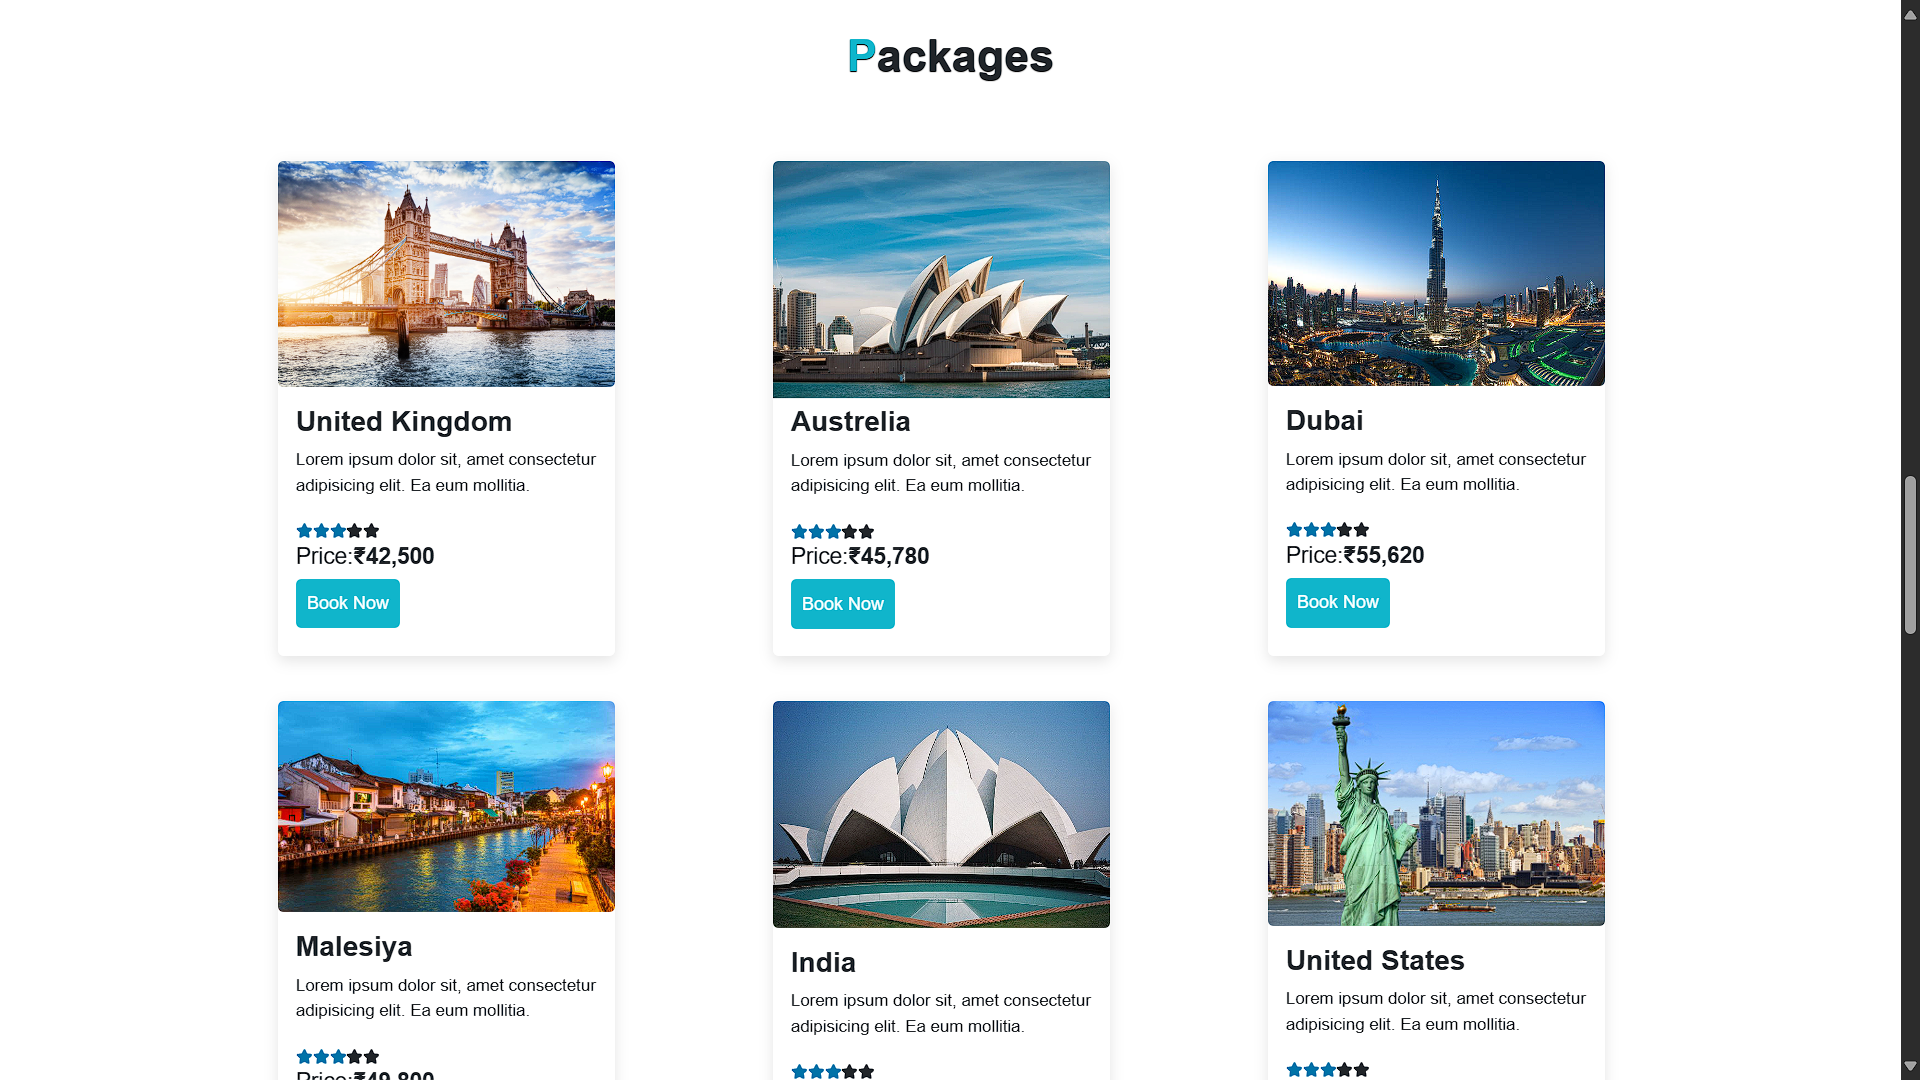 Packages
United Kingdom
Lorem ipsum dolor sit, amet consectetur
adipisicing elit. Ea eum mollitia.
Price:₹42,500
Book Now
Austrelia
Lorem ipsum dolor sit, amet consectetur
adipisicing elit. Ea eum mollitia.
Price:₹45,780
Book Now
Dubai
Lorem ipsum dolor sit, amet consectetur
adipisicing elit. Ea eum mollitia.
Price:₹55,620
Book Now
Malesiya
Lorem ipsum dolor sit, amet consectetur
adipisicing elit. Ea eum mollitia.
Price:₹49,800
India
Lorem ipsum dolor sit, amet consectetur
adipisicing elit. Ea eum mollitia.
United States
Lorem ipsum dolor sit, amet consectetur
adipisicing elit. Ea eum mollitia.